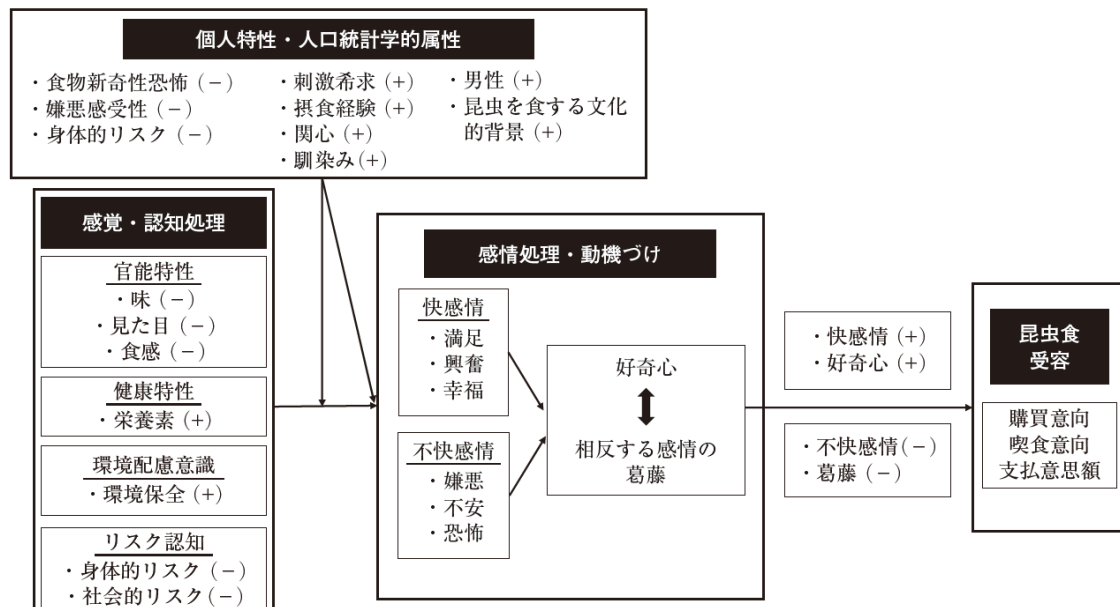 個人特性・人口統計学的属性
・食物新奇性恐怖(−)
・嫌悪感受性(−)
・身体的リスク(−)
・刺激希求(+)
・摂食経験(+)
・関心(+)
・馴染み(+)
・男性(+)
・昆虫を食する文化
的背景(+)
感覚・認知処理
官能特性
・味(−)
・見た目(−)
・食感(−)
健康特性
・栄養素(+)
環境配慮意識
・環境保全(+)
リスク認知
・身体的リスク(−)
・社会的リスク(−)
感情処理・動機づけ
快感情
・満足
・興奮
・幸福
不快感情
・嫌悪
・不安
・恐怖
好奇心
相反する感情の
葛藤
・快感情(+)
・好奇心(+)
・不快感情(−)
・葛藤(−)
昆虫食
受容
購買意向
喫食意向
支払意思額